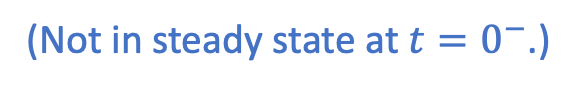 (Not in steady state at t = 0⁻.)